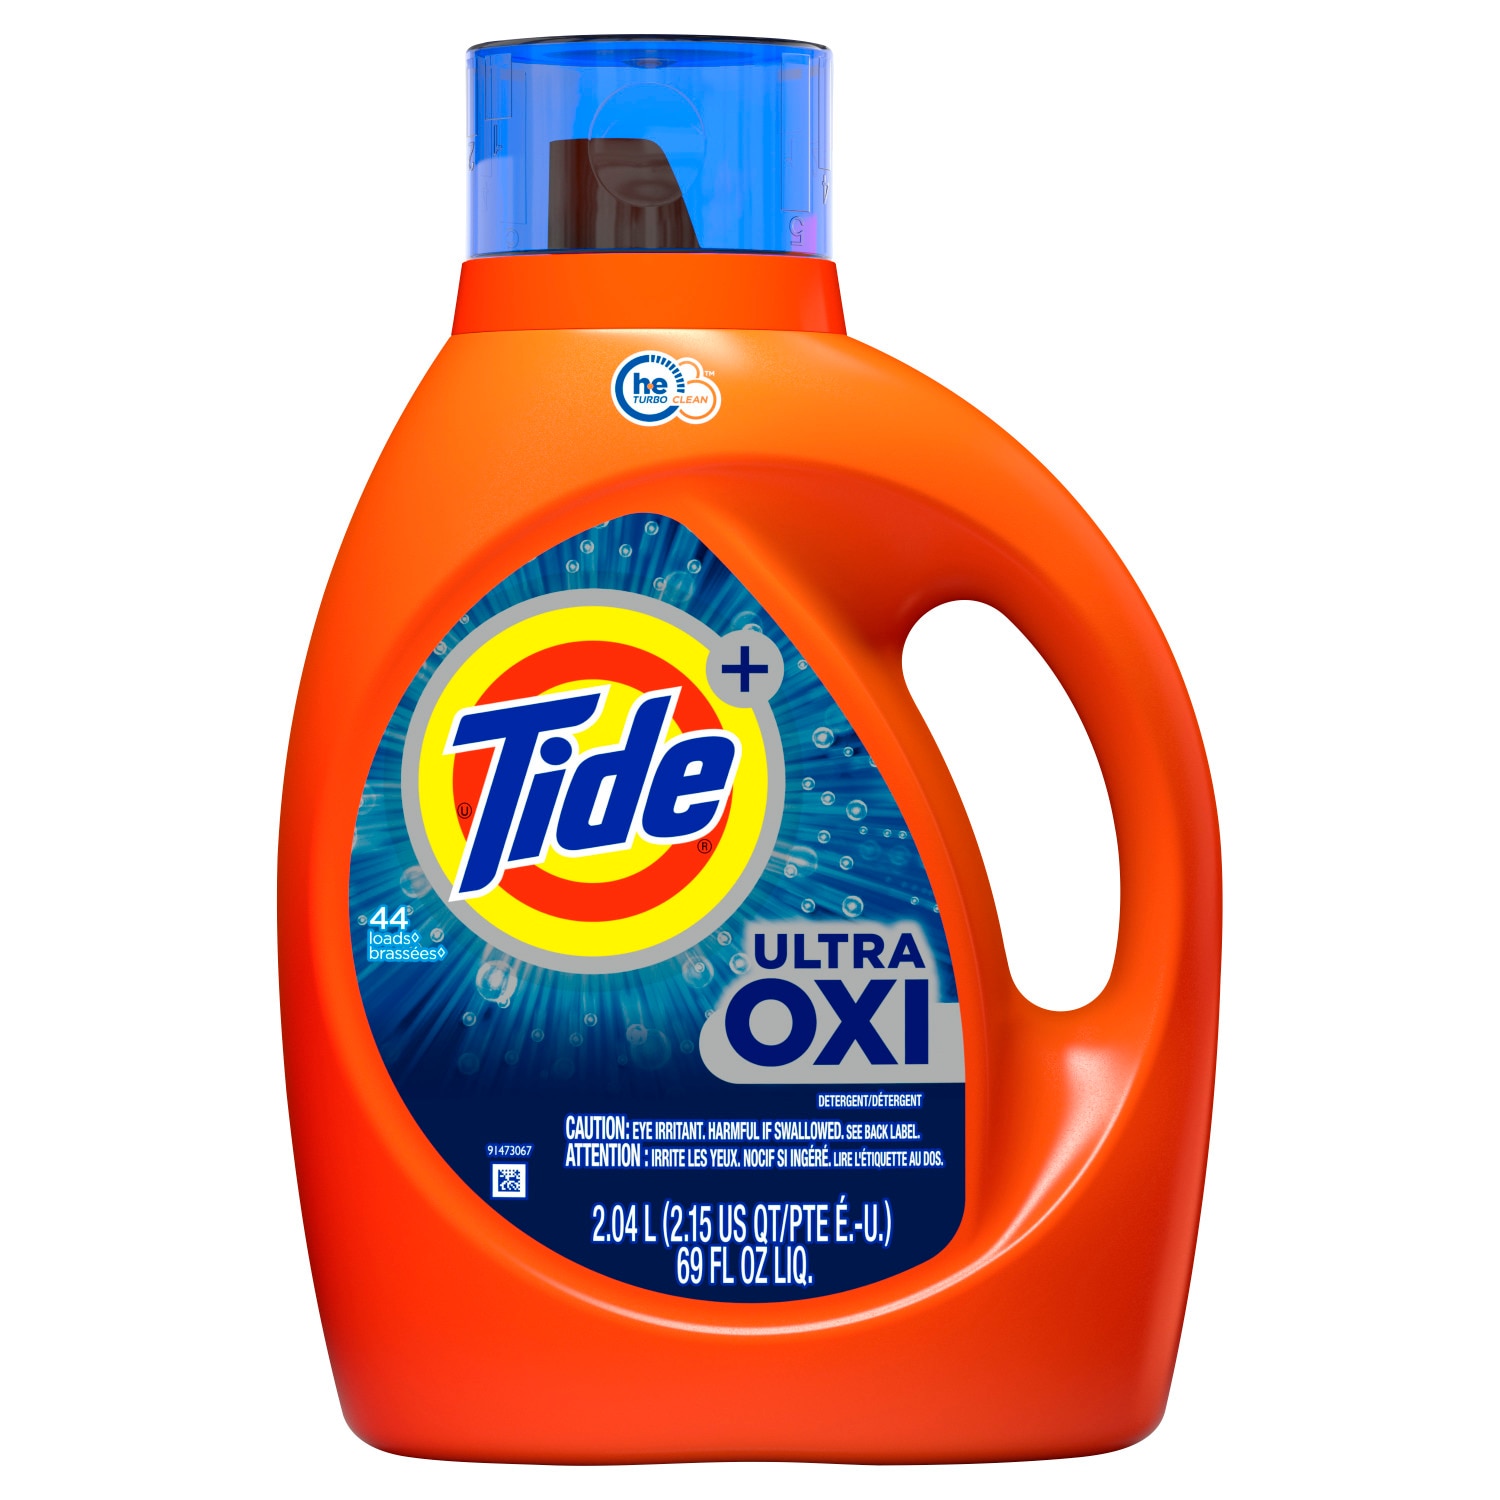 he
TURBO CLEAN™
+
Tide
U
®
44
loads◊
brassées◊
ULTRA
OXI
DETERGENT/DÉTERGENT
CAUTION: EYE IRRITANT. HARMFUL IF SWALLOWED. SEE BACK LABEL.
ATTENTION : IRRITE LES YEUX. NOCIF SI INGÉRÉ. LIRE L'ÉTIQUETTE AU DOS.
91473067
2.04 L (2.15 US QT/PTE É.-U.)
69 FL OZ LIQ.